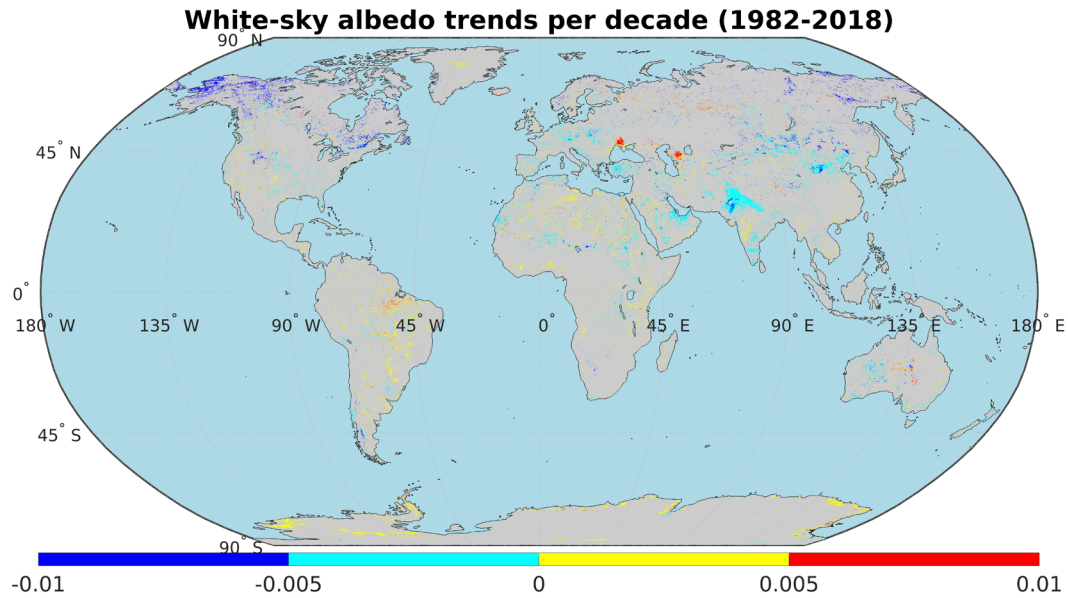 White-sky albedo trends per decade (1982-2018)
90° N
45° N
0°
180° W 135° W 90° W 45° W 0° 45° E 90° E 135° E 180° E
45° S
90° S
-0.01 -0.005 0 0.005 0.01